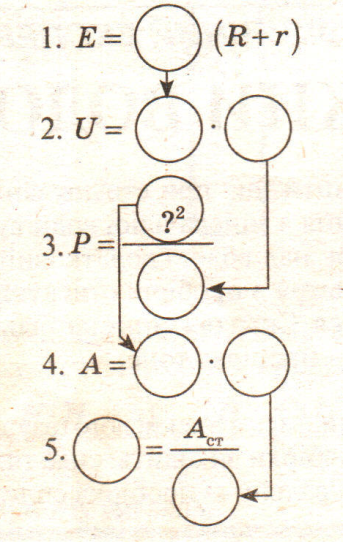 1. E = (R+r)
2. U = ·
3. P = ?²
4. A = ·
5. = Aст